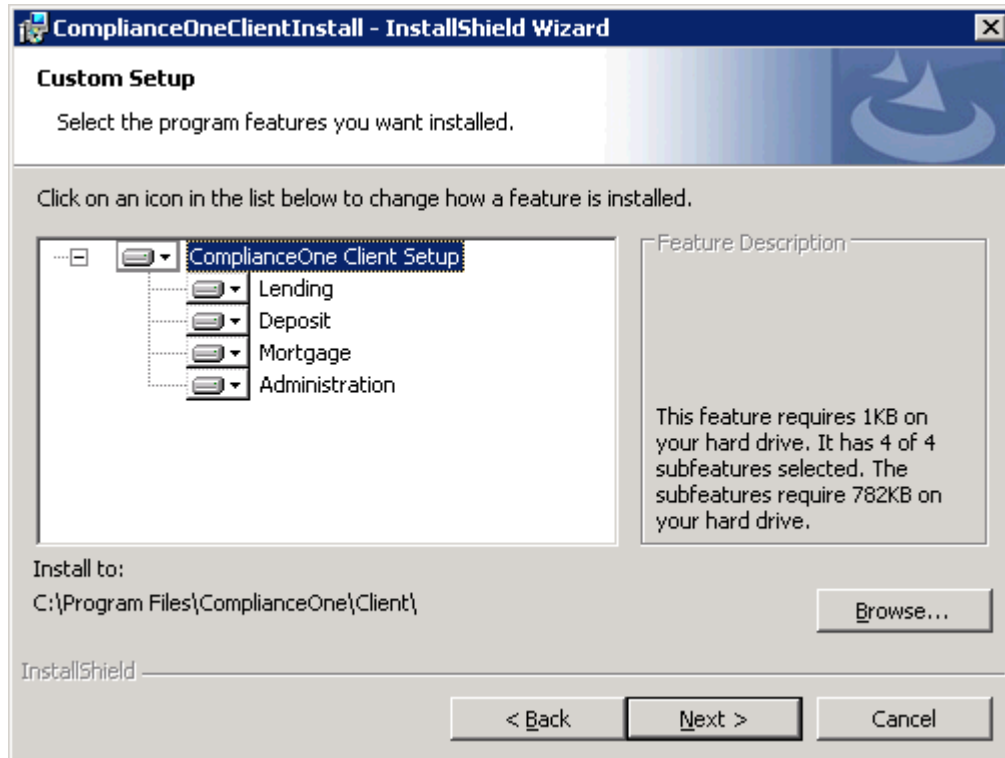 ComplianceOneClientInstall - InstallShield Wizard
Custom Setup
Select the program features you want installed.
Click on an icon in the list below to change how a feature is installed.
ComplianceOne Client Setup
Lending
Deposit
Mortgage
Administration
Feature Description
This feature requires 1KB on
your hard drive. It has 4 of 4
subfeatures selected. The
subfeatures require 782KB on
your hard drive.
Install to:
C:\Program Files\ComplianceOne\Client\
Browse...
InstallShield
< Back
Next >
Cancel